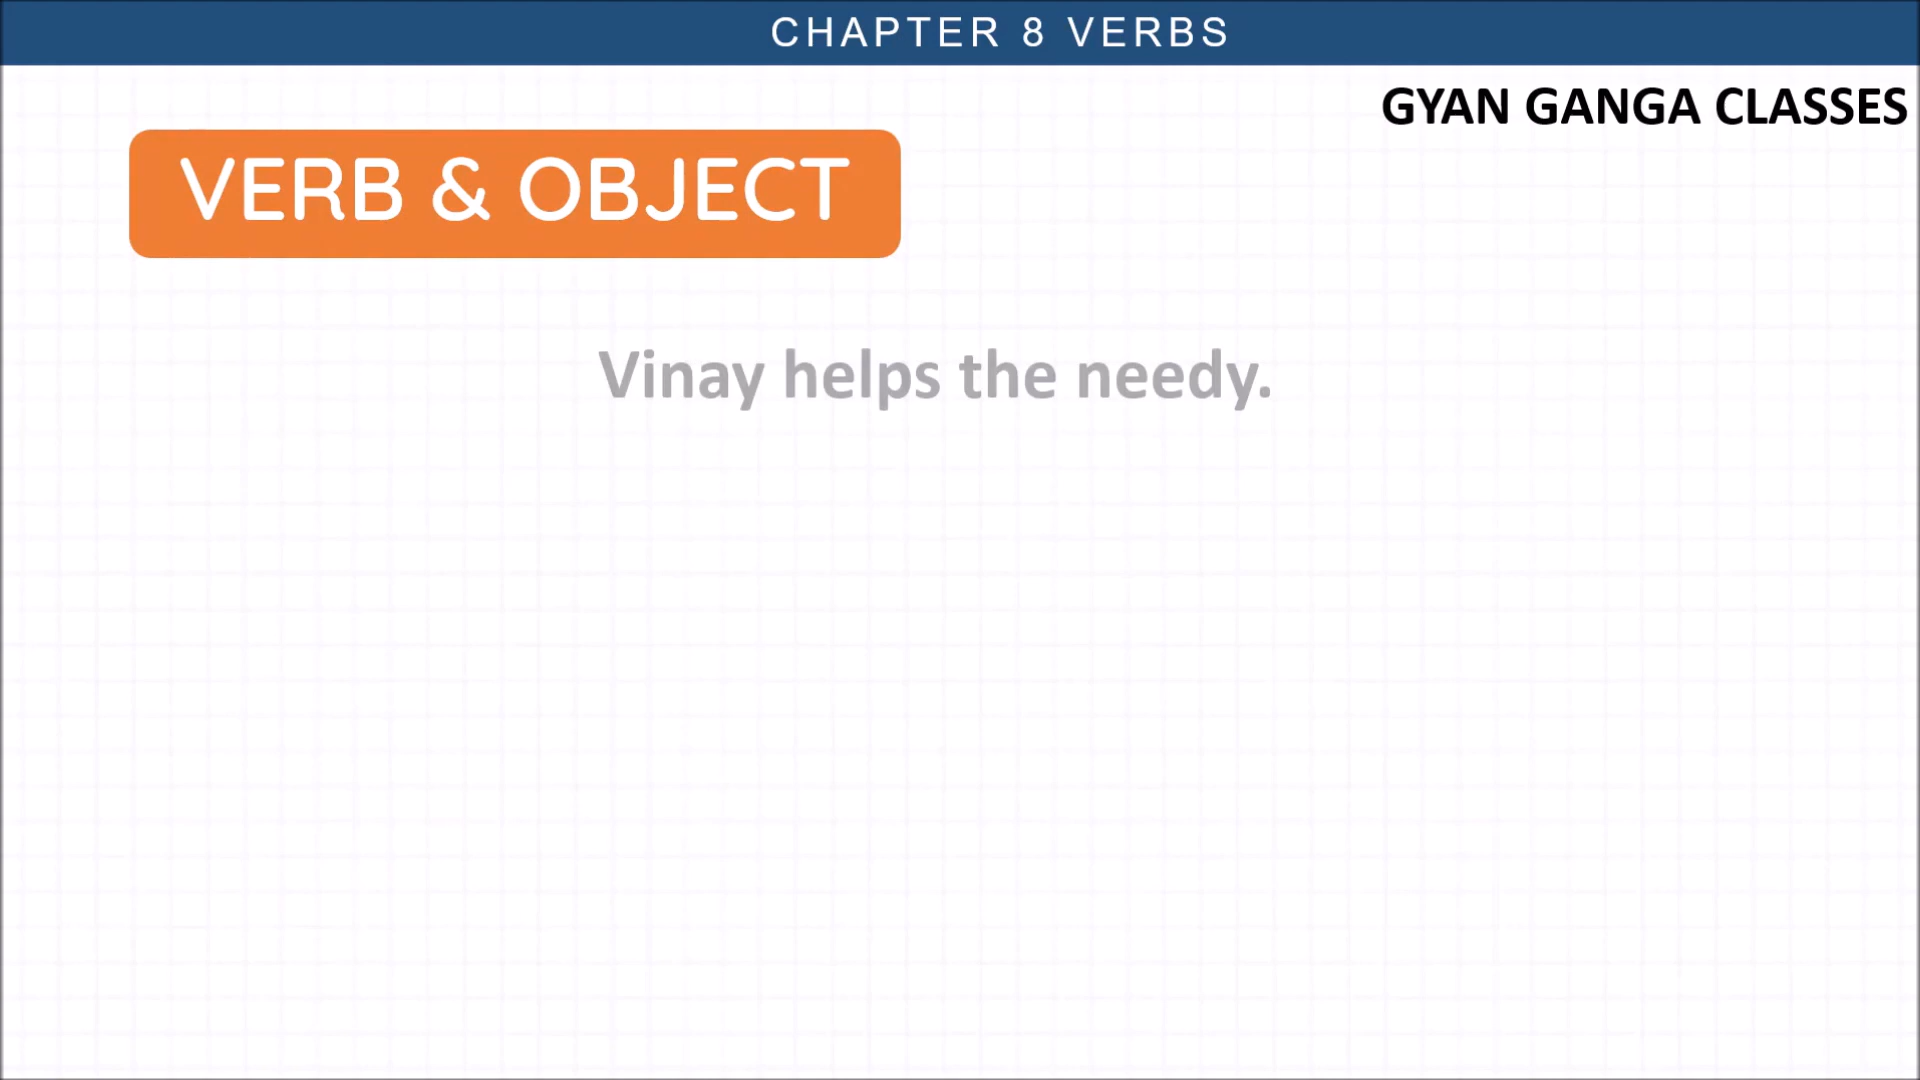 CHAPTER 8 VERBS
GYAN GANGA CLASSES
VERB & OBJECT
Vinay helps the needy.